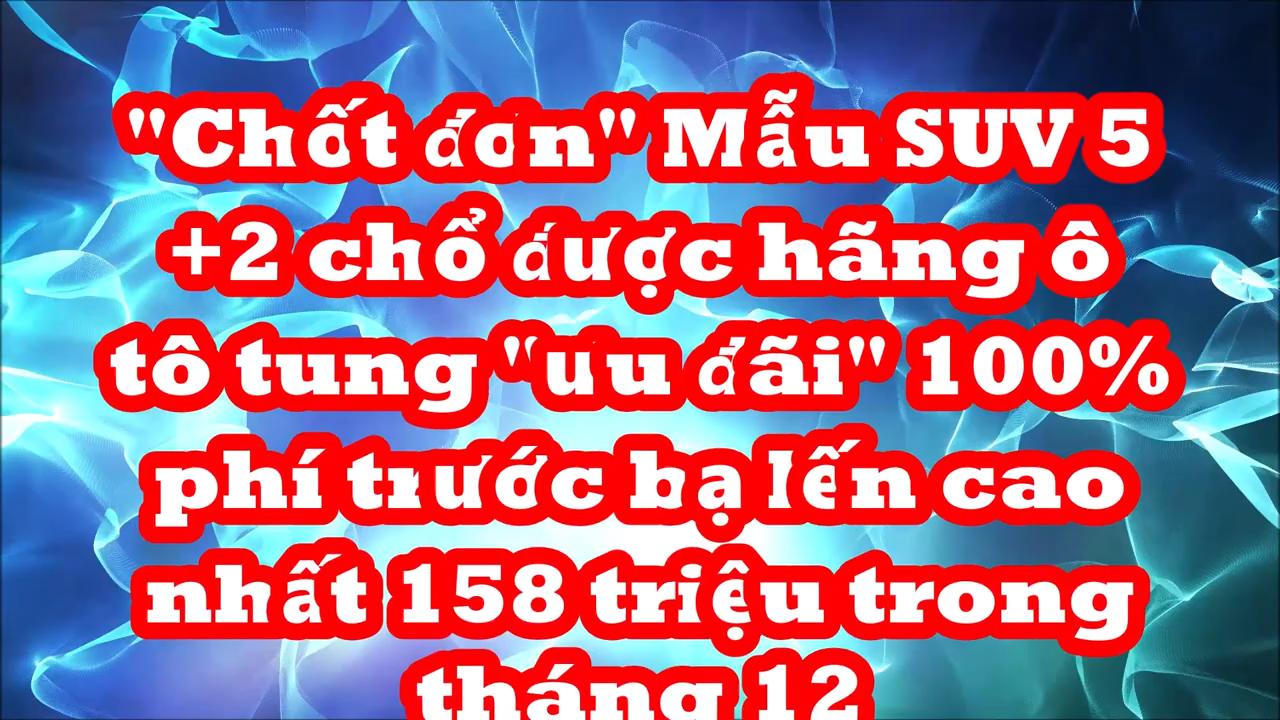 "Chốt đơn" Mẫu SUV 5
+2 chổ được hãng ô
tô tung "ưu đãi" 100%
phí trước bạ lến cao
nhất 158 triệu trong
tháng 12